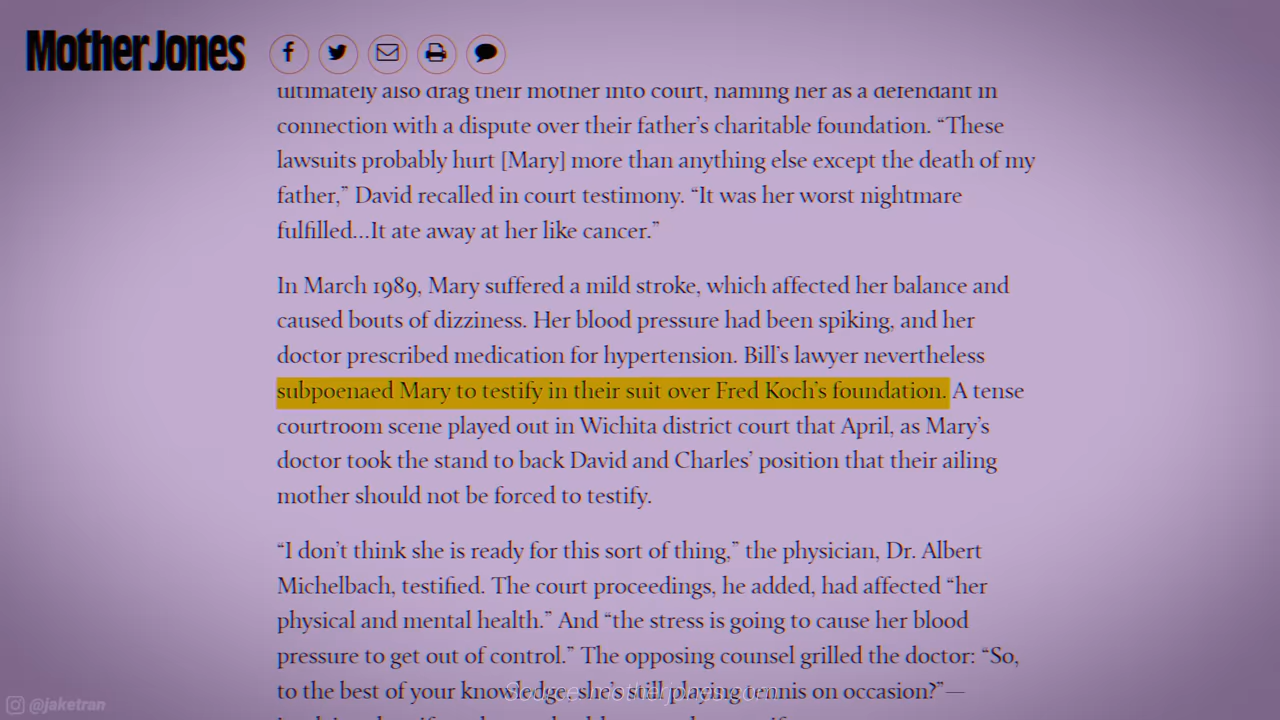 MotherJones
ultimately also drag their mother into court, naming her as a defendant in
connection with a dispute over their father’s charitable foundation. “These
lawsuits probably hurt [Mary] more than anything else except the death of my
father,” David recalled in court testimony. “It was her worst nightmare
fulfilled…It ate away at her like cancer.”
In March 1989, Mary suffered a mild stroke, which affected her balance and
caused bouts of dizziness. Her blood pressure had been spiking, and her
doctor prescribed medication for hypertension. Bill’s lawyer nevertheless
subpoenaed Mary to testify in their suit over Fred Koch’s foundation. A tense
courtroom scene played out in Wichita district court that April, as Mary’s
doctor took the stand to back David and Charles’ position that their ailing
mother should not be forced to testify.
“I don’t think she is ready for this sort of thing,” the physician, Dr. Albert
Michelbach, testified. The court proceedings, he added, had affected “her
physical and mental health.” And “the stress is going to cause her blood
pressure to get out of control.” The opposing counsel grilled the doctor: “So,
to the best of your knowledge, she’s still playing tennis on occasion?”—
@jaketran